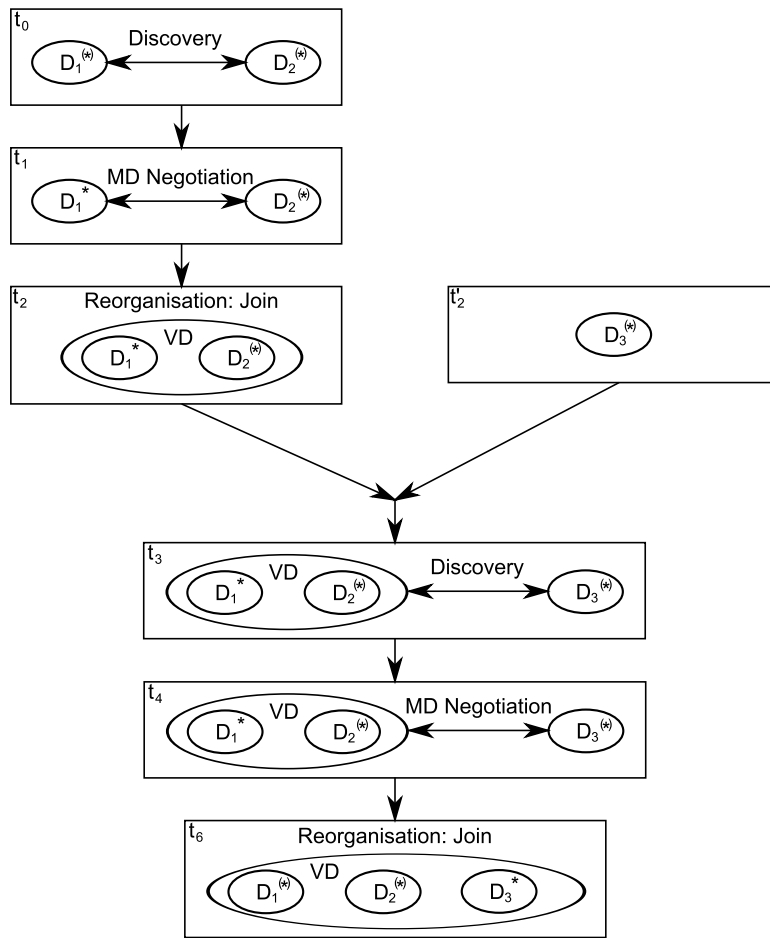 t0 Discovery
D1(*) D2(*)
t1 MD Negotiation
D1* D2(*)
t2 Reorganisation: Join
VD
D1* D2(*)
t'2
D3(*)
t3 VD Discovery
D1* D2(*) D3(*)
t4 VD MD Negotiation
D1* D2(*) D3(*)
t6 Reorganisation: Join
VD
D1(*) D2(*) D3*